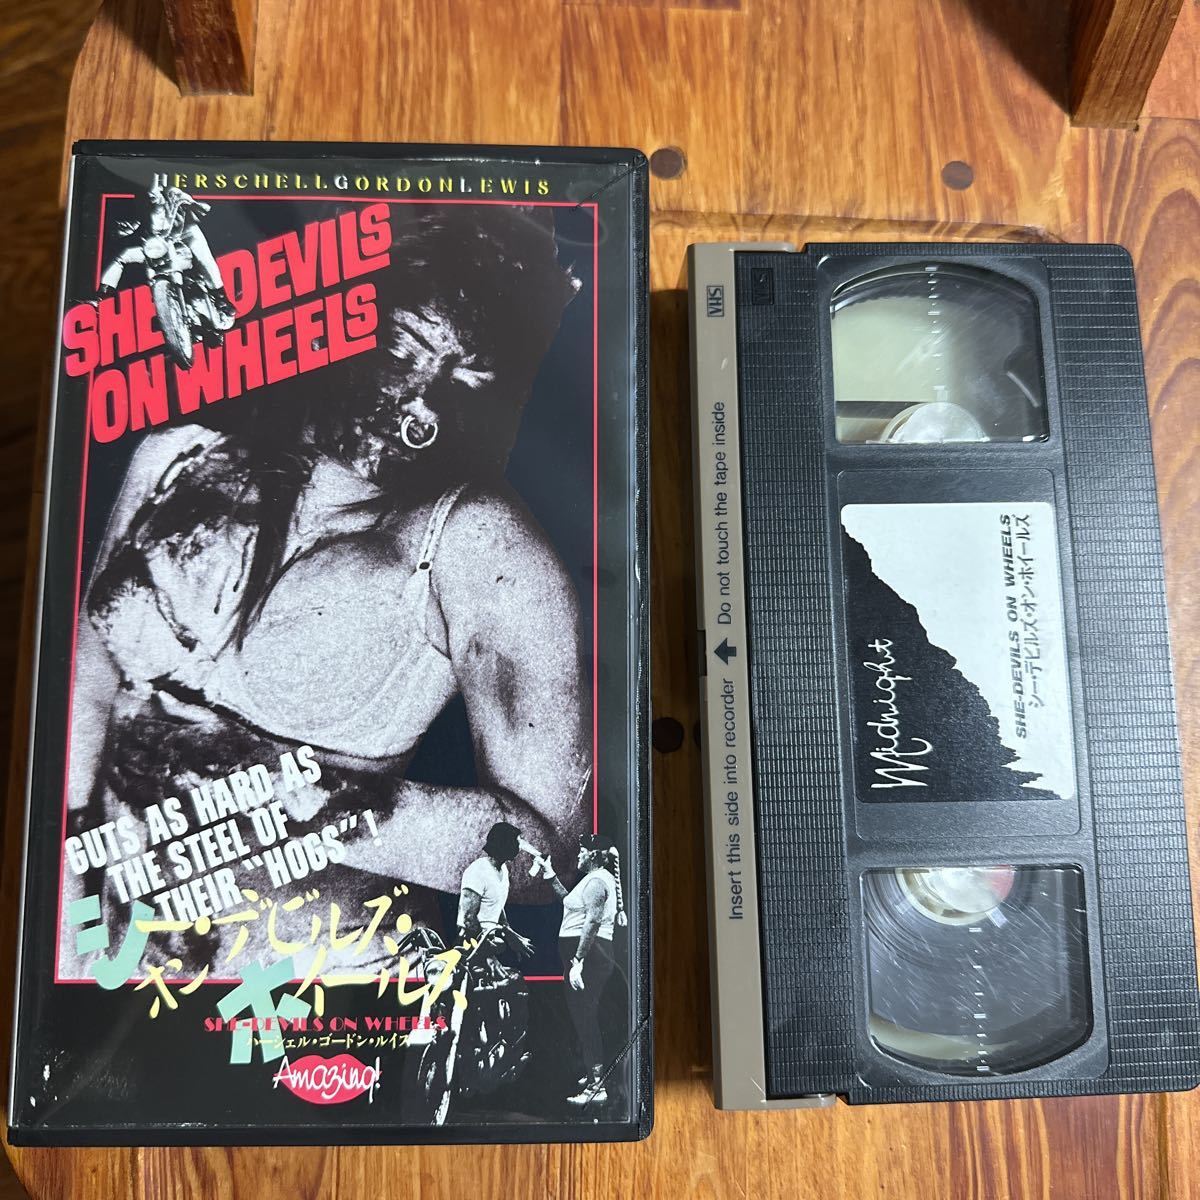 HERSCHELL GORDON LEWIS
SHE-DEVILS
ON WHEELS
GUTS AS HARD AS
THE STEEL OF
THEIR "HOGS"!
シー・デビルズ・
オン・ホイールズ
SHE-DEVILS ON WHEELS
ハーシェル・ゴードン・ルイス
Amazing!
VHS
VHS
Insert this side into recorder ⬆ Do not touch the tape inside
Midnight
SHE-DEVILS ON WHEELS
シー・デビルズ・オン・ホイールズ